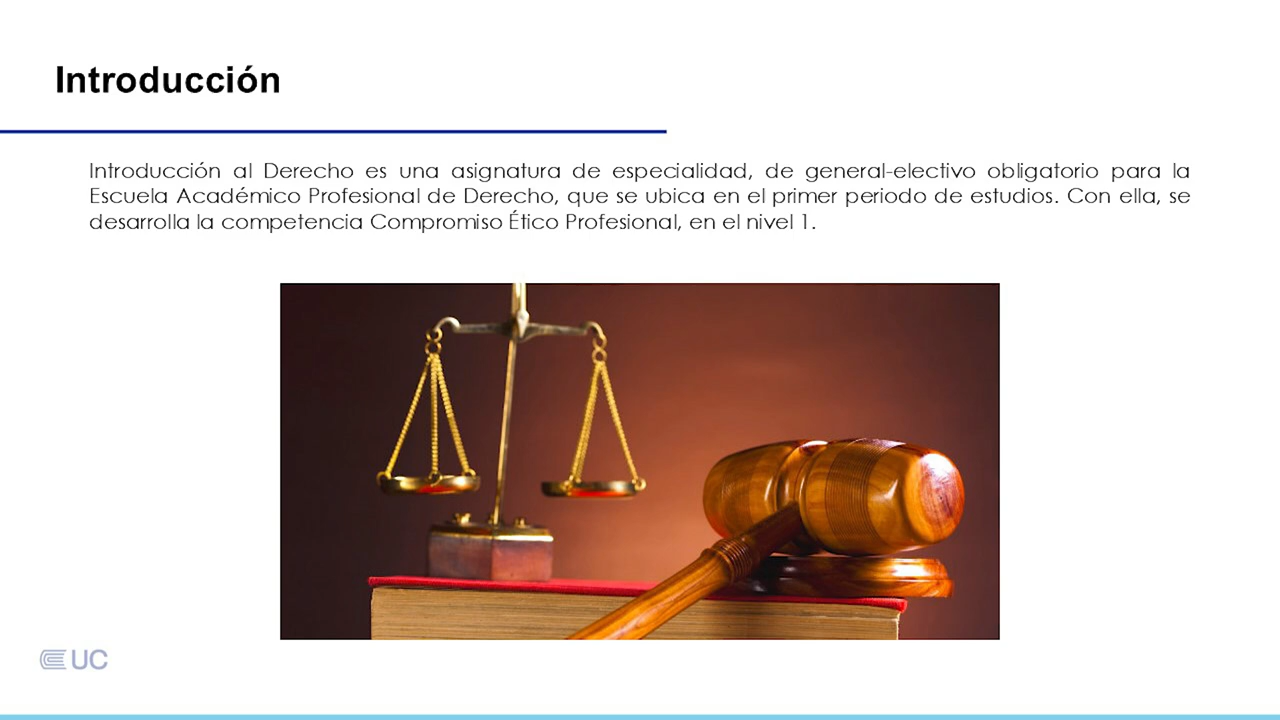 Introducción
Introducción al Derecho es una asignatura de especialidad, de general-electivo obligatorio para la
Escuela Académico Profesional de Derecho, que se ubica en el primer periodo de estudios. Con ella, se
desarrolla la competencia Compromiso Ético Profesional, en el nivel 1.
UC